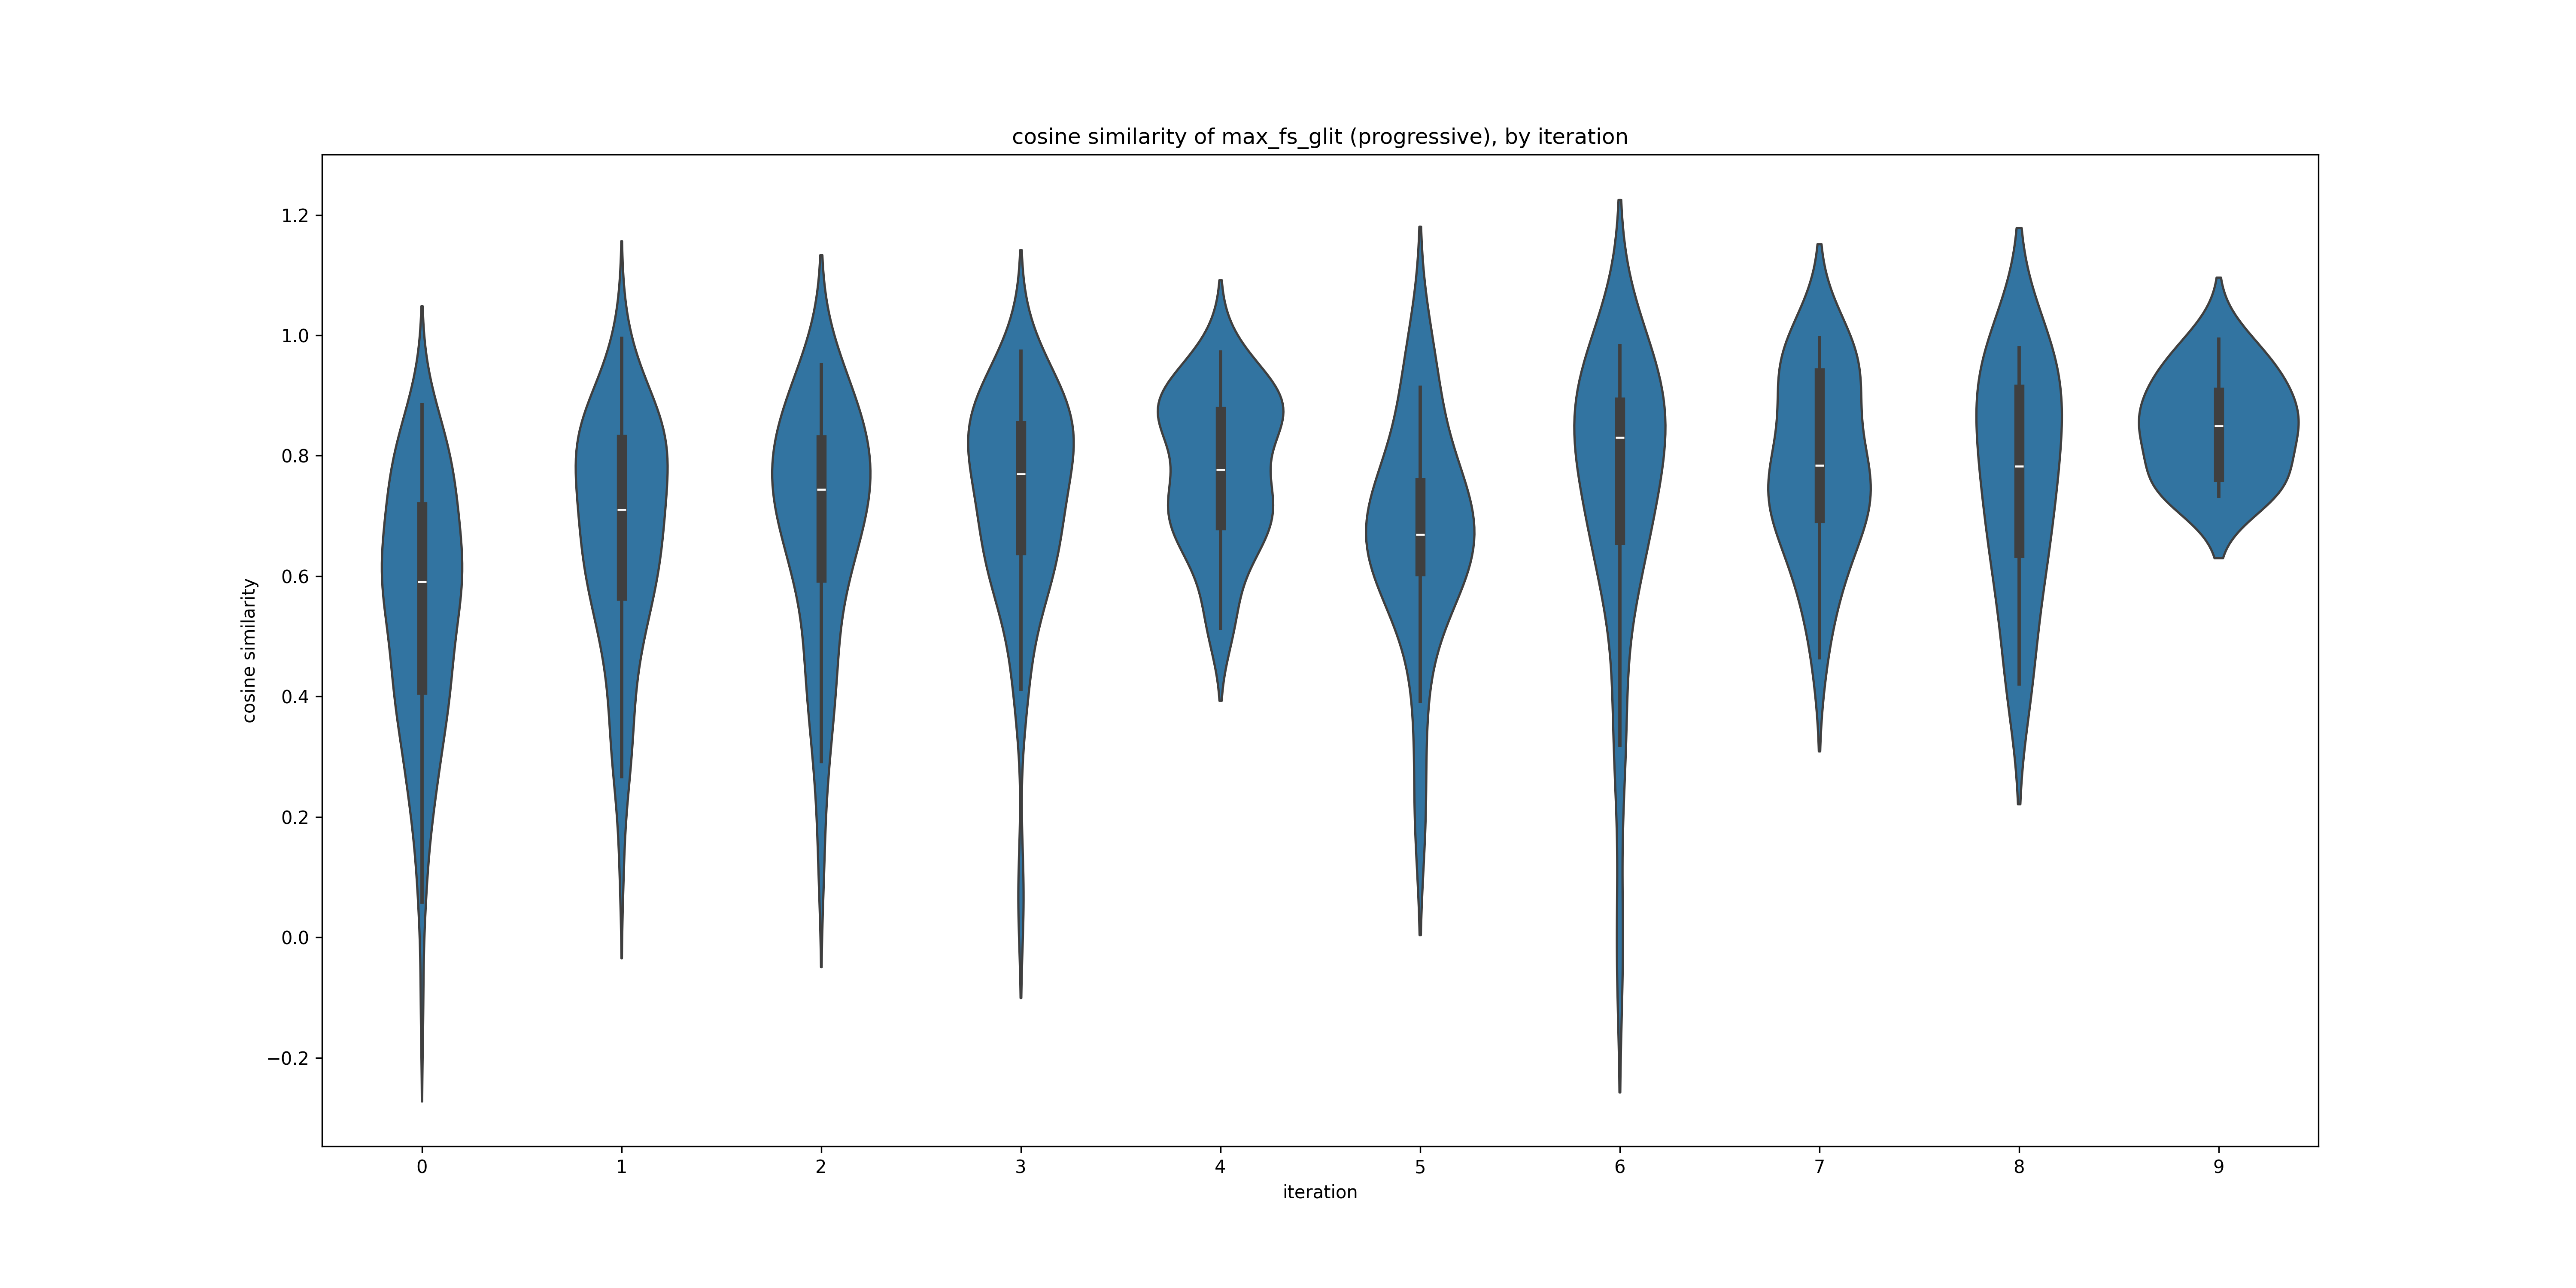 cosine similarity of max_fs_glit (progressive), by iteration
1.2
1.0
0.8
0.6
0.4
0.2
0.0
−0.2
cosine similarity
0 1 2 3 4 5 6 7 8 9
iteration